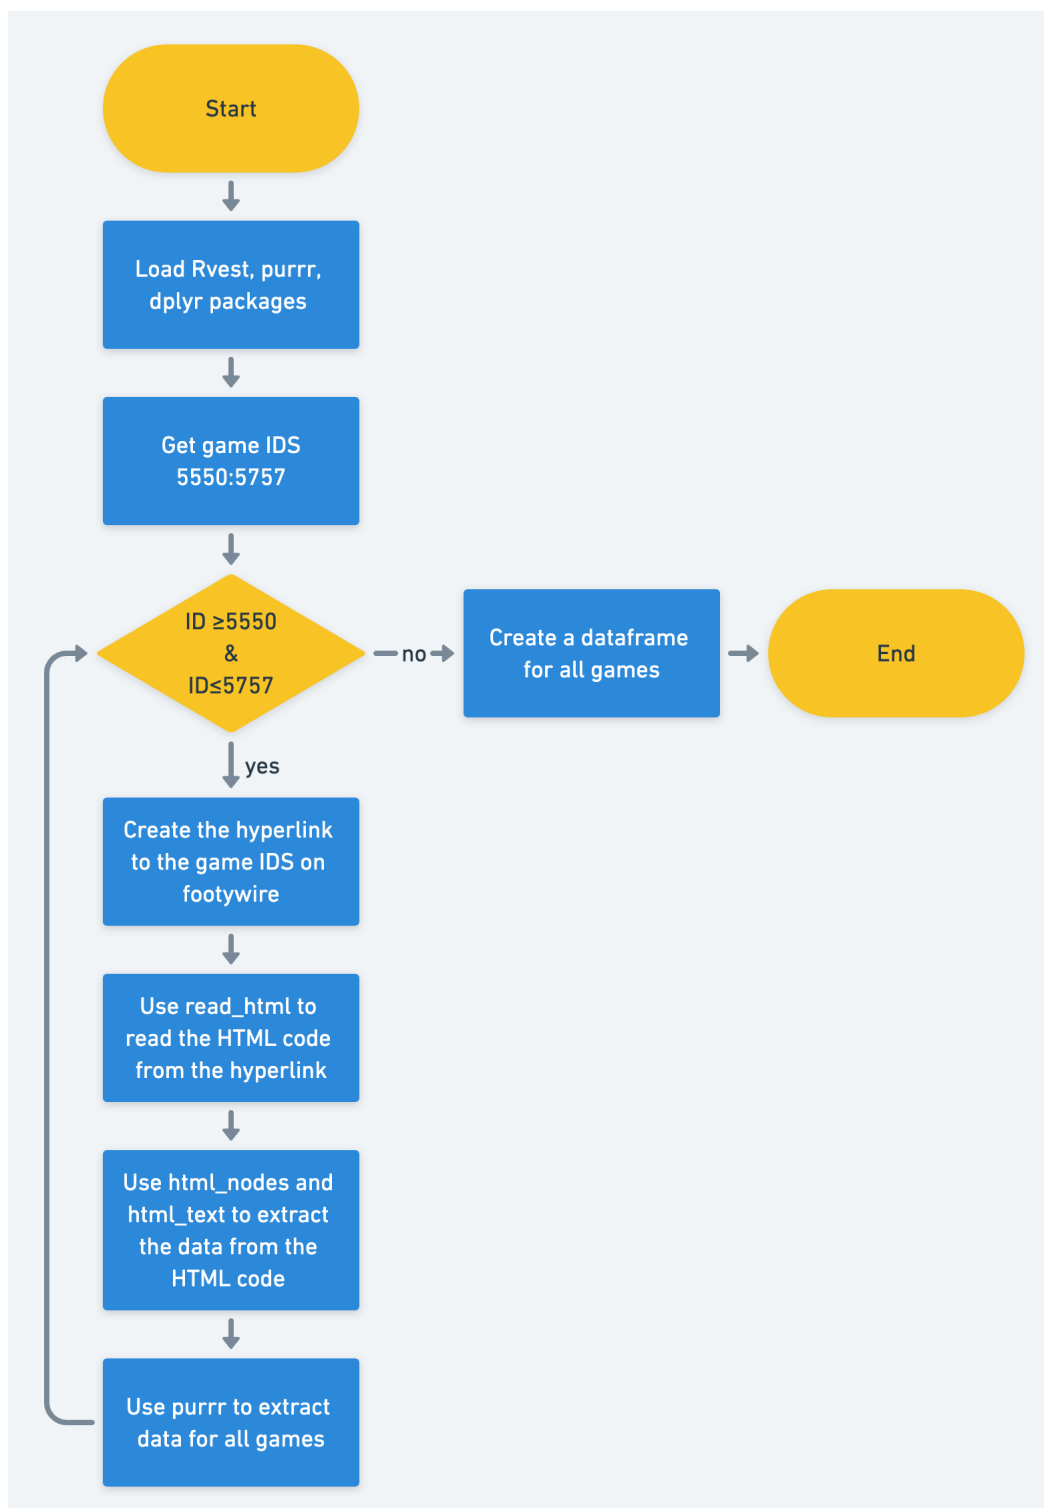 Start
Load Rvest, purrr,
dplyr packages
Get game IDS
5550:5757
ID ≥5550
&
ID≤5757
no
Create a dataframe
for all games
End
yes
Create the hyperlink
to the game IDS on
footywire
Use read_html to
read the HTML code
from the hyperlink
Use html_nodes and
html_text to extract
the data from the
HTML code
Use purrr to extract
data for all games